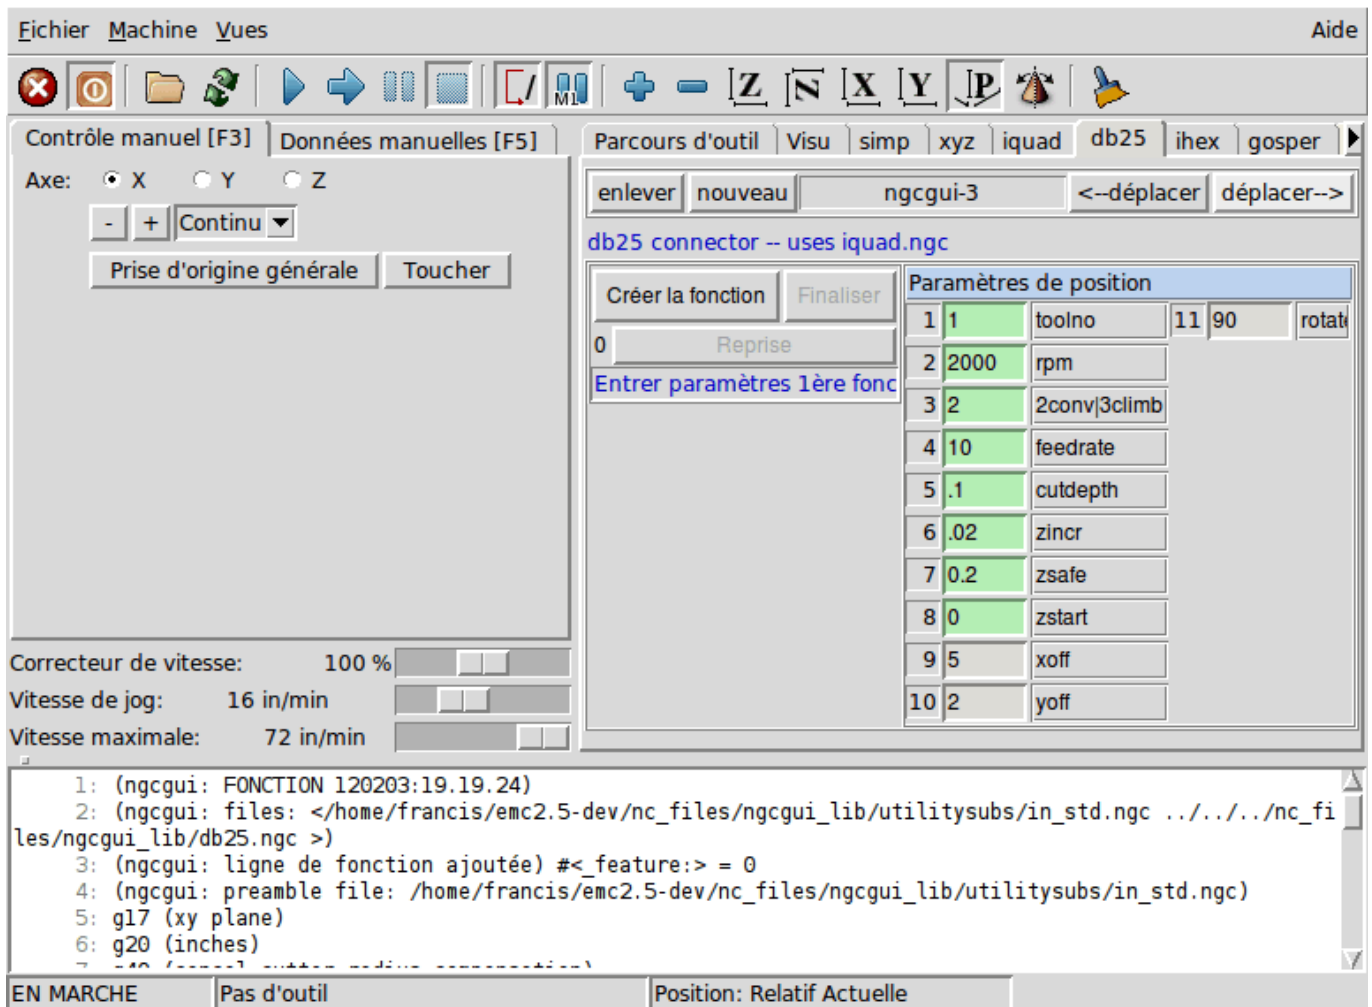 Fichier Machine Vues Aide
M1 Z N X Y P
Contrôle manuel [F3] Données manuelles [F5]
Axe: X Y Z
- + Continu
Prise d'origine générale Toucher
Parcours d'outil Visu simp xyz iquad db25 ihex gosper
enlever nouveau ngcgui-3 <--déplacer déplacer-->
db25 connector -- uses iquad.ngc
Créer la fonction Finaliser
0 Reprise
Entrer paramètres 1ère fonc
Paramètres de position
1 1 toolno 11 90 rotate
2 2000 rpm
3 2 2conv|3climb
4 10 feedrate
5 .1 cutdepth
6 .02 zincr
7 0.2 zsafe
8 0 zstart
9 5 xoff
10 2 yoff
Correcteur de vitesse: 100 %
Vitesse de jog: 16 in/min
Vitesse maximale: 72 in/min
1: (ngcgui: FONCTION 120203:19.19.24)
2: (ngcgui: files: </home/francis/emc2.5-dev/nc_files/ngcgui_lib/utilitysubs/in_std.ngc ../../../nc_fi
les/ngcgui_lib/db25.ngc >)
3: (ngcgui: ligne de fonction ajoutée) #<_feature:> = 0
4: (ngcgui: preamble file: /home/francis/emc2.5-dev/nc_files/ngcgui_lib/utilitysubs/in_std.ngc)
5: g17 (xy plane)
6: g20 (inches)
EN MARCHE Pas d'outil Position: Relatif Actuelle